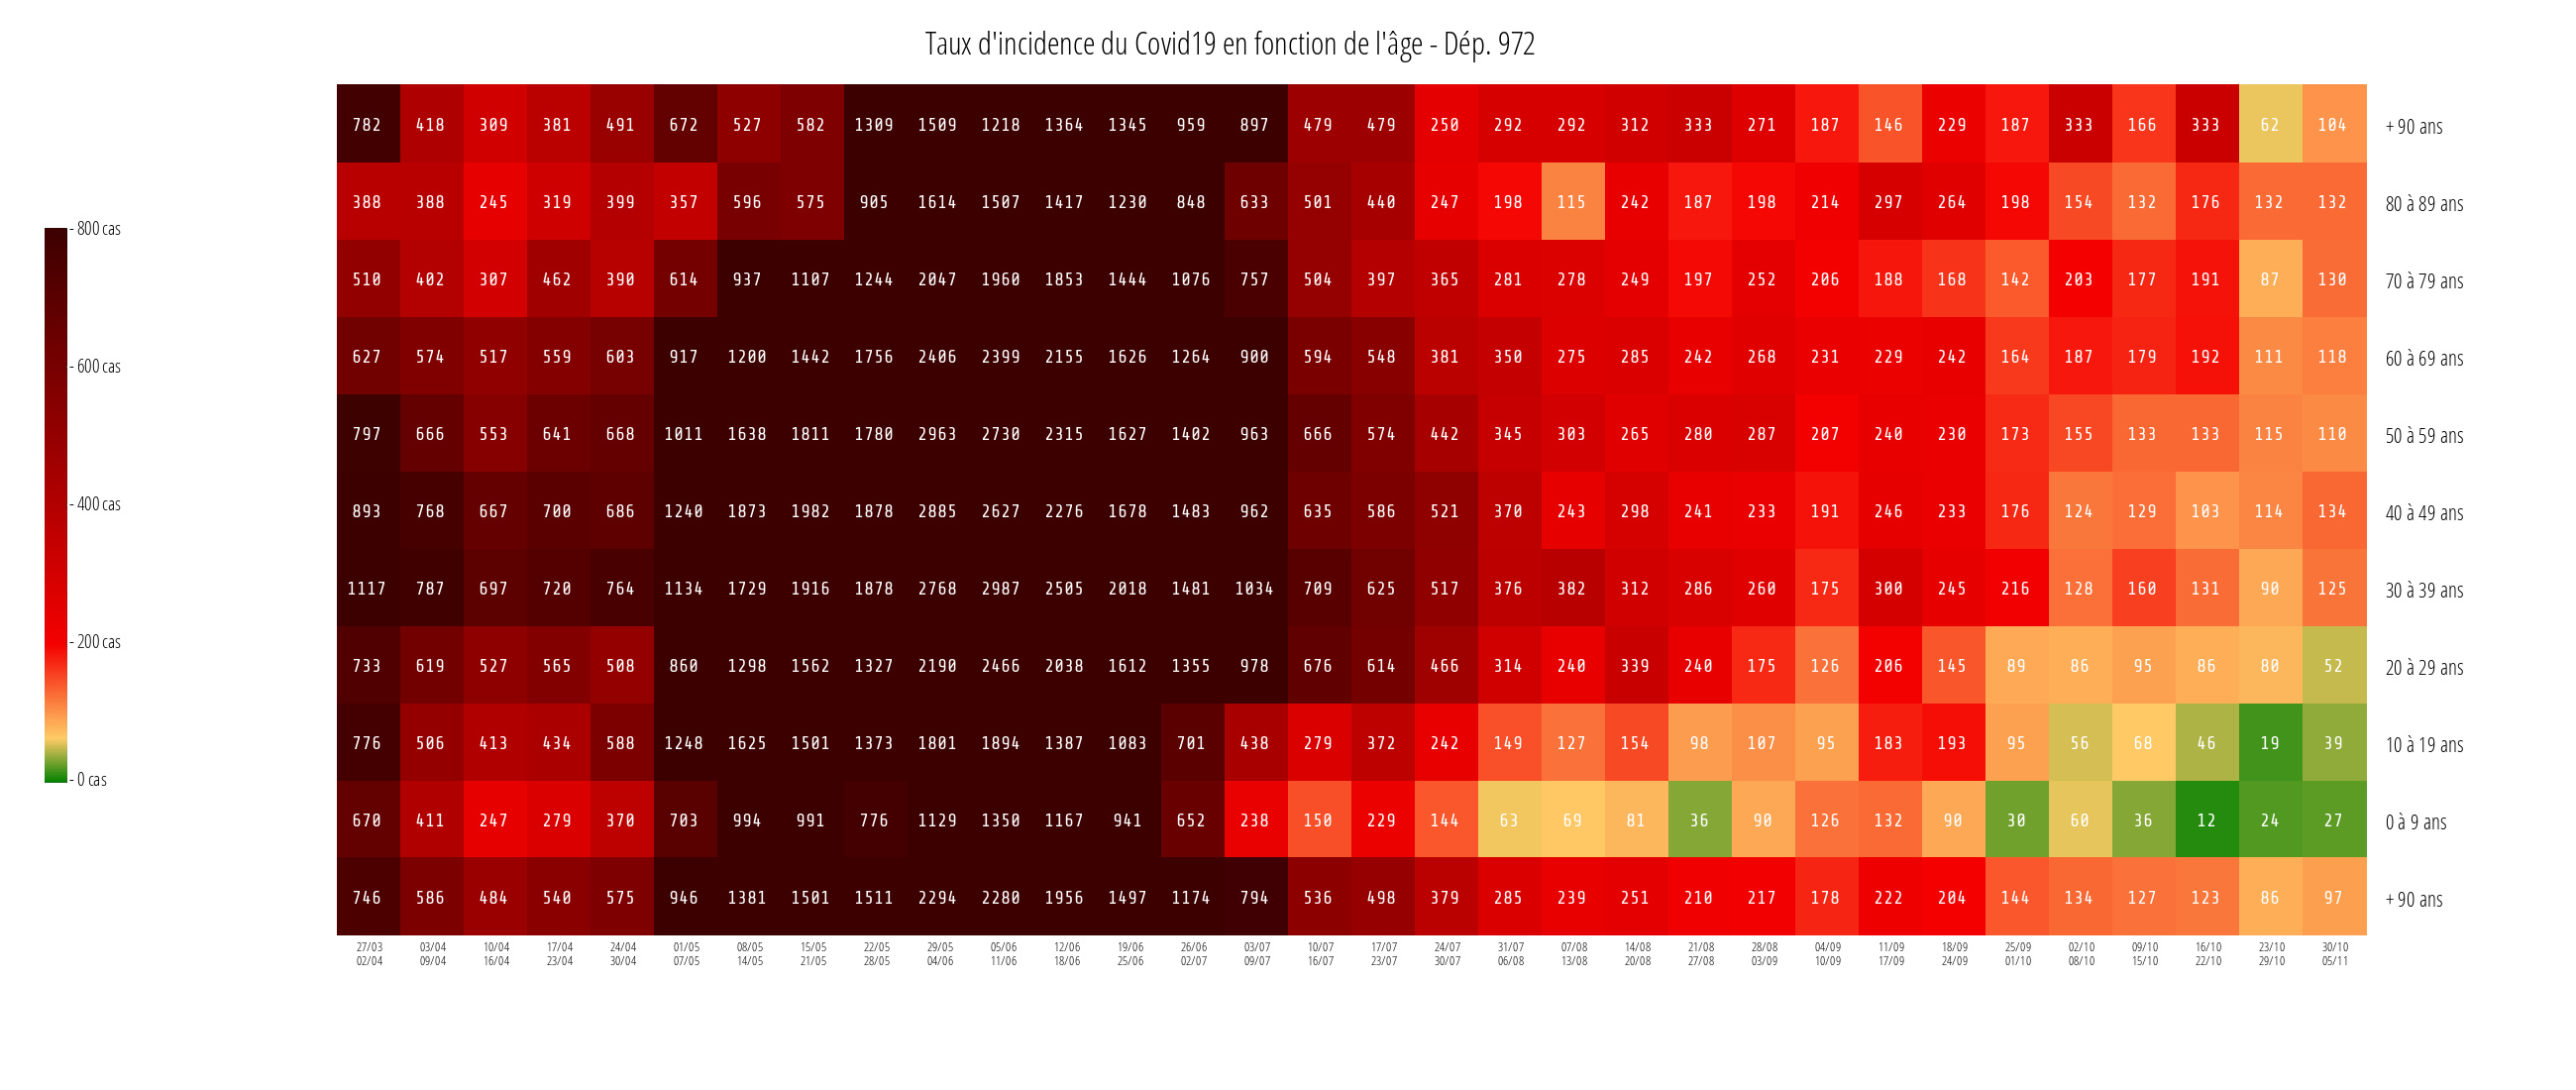 Taux d'incidence du Covid19 en fonction de l'âge - Dép. 972
- 800 cas
- 600 cas
- 400 cas
- 200 cas
- 0 cas
782 418 309 381 491 672 527 582 1309 1509 1218 1364 1345 959 897 479 479 250 292 292 312 333 271 187 146 229 187 333 166 333 62 104 + 90 ans
388 388 245 319 399 357 596 575 905 1614 1507 1417 1230 848 633 501 440 247 198 115 242 187 198 214 297 264 198 154 132 176 132 132 80 à 89 ans
510 402 307 462 390 614 937 1107 1244 2047 1960 1853 1444 1076 757 504 397 365 281 278 249 197 252 206 188 168 142 203 177 191 87 130 70 à 79 ans
627 574 517 559 603 917 1200 1442 1756 2406 2399 2155 1626 1264 900 594 548 381 350 275 285 242 268 231 229 242 164 187 179 192 111 118 60 à 69 ans
797 666 553 641 668 1011 1638 1811 1780 2963 2730 2315 1627 1402 963 666 574 442 345 303 265 280 287 207 240 230 173 155 133 133 115 110 50 à 59 ans
893 768 667 700 686 1240 1873 1982 1878 2885 2627 2276 1678 1483 962 635 586 521 370 243 298 241 233 191 246 233 176 124 129 103 114 134 40 à 49 ans
1117 787 697 720 764 1134 1729 1916 1878 2768 2987 2505 2018 1481 1034 709 625 517 376 382 312 286 260 175 300 245 216 128 160 131 90 125 30 à 39 ans
733 619 527 565 508 860 1298 1562 1327 2190 2466 2038 1612 1355 978 676 614 466 314 240 339 240 175 126 206 145 89 86 95 86 80 52 20 à 29 ans
776 506 413 434 588 1248 1625 1501 1373 1801 1894 1387 1083 701 438 279 372 242 149 127 154 98 107 95 183 193 95 56 68 46 19 39 10 à 19 ans
670 411 247 279 370 703 994 991 776 1129 1350 1167 941 652 238 150 229 144 63 69 81 36 90 126 132 90 30 60 36 12 24 27 0 à 9 ans
746 586 484 540 575 946 1381 1501 1511 2294 2280 1956 1497 1174 794 536 498 379 285 239 251 210 217 178 222 204 144 134 127 123 86 97 + 90 ans
27/03 03/04 10/04 17/04 24/04 01/05 08/05 15/05 22/05 29/05 05/06 12/06 19/06 26/06 03/07 10/07 17/07 24/07 31/07 07/08 14/08 21/08 28/08 04/09 11/09 18/09 25/09 02/10 09/10 16/10 23/10 30/10
02/04 09/04 16/04 23/04 30/04 07/05 14/05 21/05 28/05 04/06 11/06 18/06 25/06 02/07 09/07 16/07 23/07 30/07 06/08 13/08 20/08 27/08 03/09 10/09 17/09 24/09 01/10 08/10 15/10 22/10 29/10 05/11